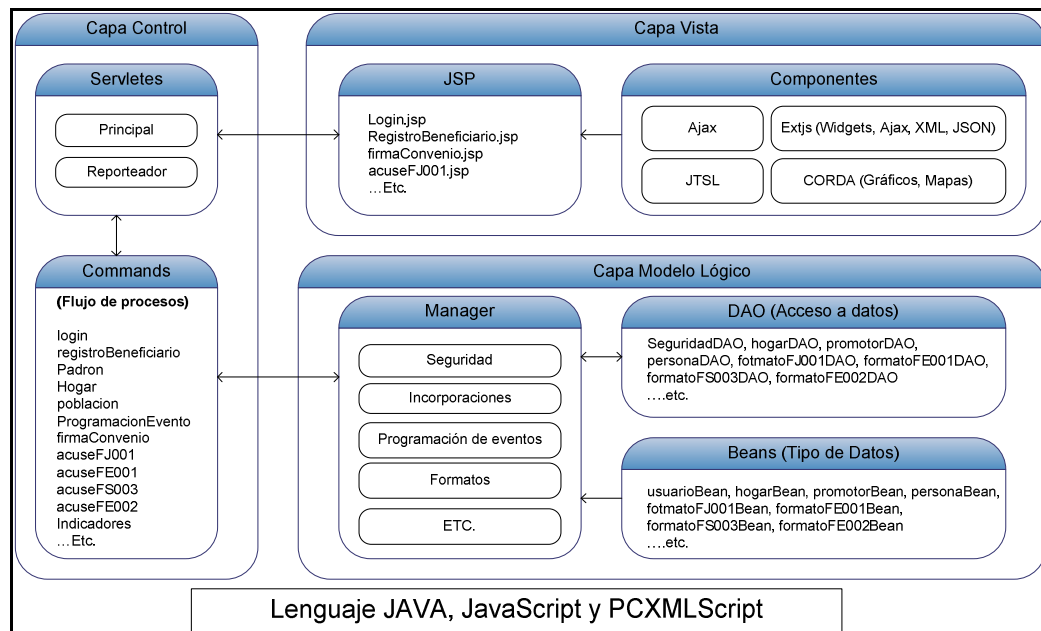 Capa Control
Servletes
Principal
Reporteador
Commands
(Flujo de procesos)
login
registroBeneficiario
Padron
Hogar
poblacion
ProgramacionEvento
firmaConvenio
acuseFJ001
acuseFE001
acuseFS003
acuseFE002
Indicadores
...Etc.
Capa Vista
JSP
Login.jsp
RegistroBeneficiario.jsp
firmaConvenio.jsp
acuseFJ001.jsp
...Etc.
Componentes
Ajax
Extjs (Widgets, Ajax, XML, JSON)
JTSL
CORDA (Gráficos, Mapas)
Capa Modelo Lógico
Manager
Seguridad
Incorporaciones
Programación de eventos
Formatos
ETC.
DAO (Acceso a datos)
SeguridadDAO, hogarDAO, promotorDAO,
personaDAO, fotmatoFJ001DAO, formatoFE001DAO,
formatoFS003DAO, formatoFE002DAO
....etc.
Beans (Tipo de Datos)
usuarioBean, hogarBean, promotorBean, personaBean,
fotmatoFJ001Bean, formatoFE001Bean,
formatoFS003Bean, formatoFE002Bean
....etc.
Lenguaje JAVA, JavaScript y PCXMLScript